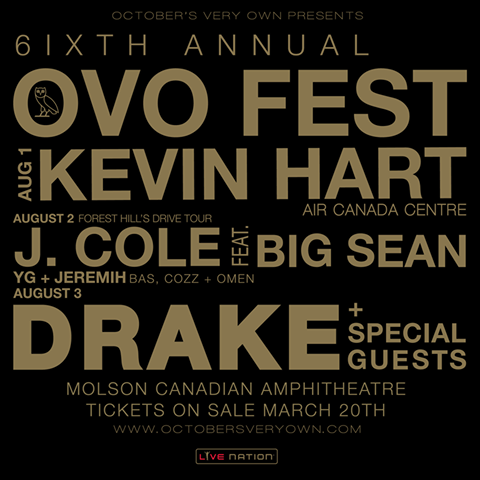 OCTOBER'S VERY OWN PRESENTS
6IXTH ANNUAL
OVO FEST
AUG 1 KEVIN HART
AIR CANADA CENTRE
AUGUST 2 FOREST HILL'S DRIVE TOUR
J. COLE FEAT. BIG SEAN
YG + JEREMIH BAS, COZZ + OMEN
AUGUST 3
DRAKE + SPECIAL GUESTS
MOLSON CANADIAN AMPHITHEATRE
TICKETS ON SALE MARCH 20TH
WWW.OCTOBERSVERYOWN.COM
LIVE NATION